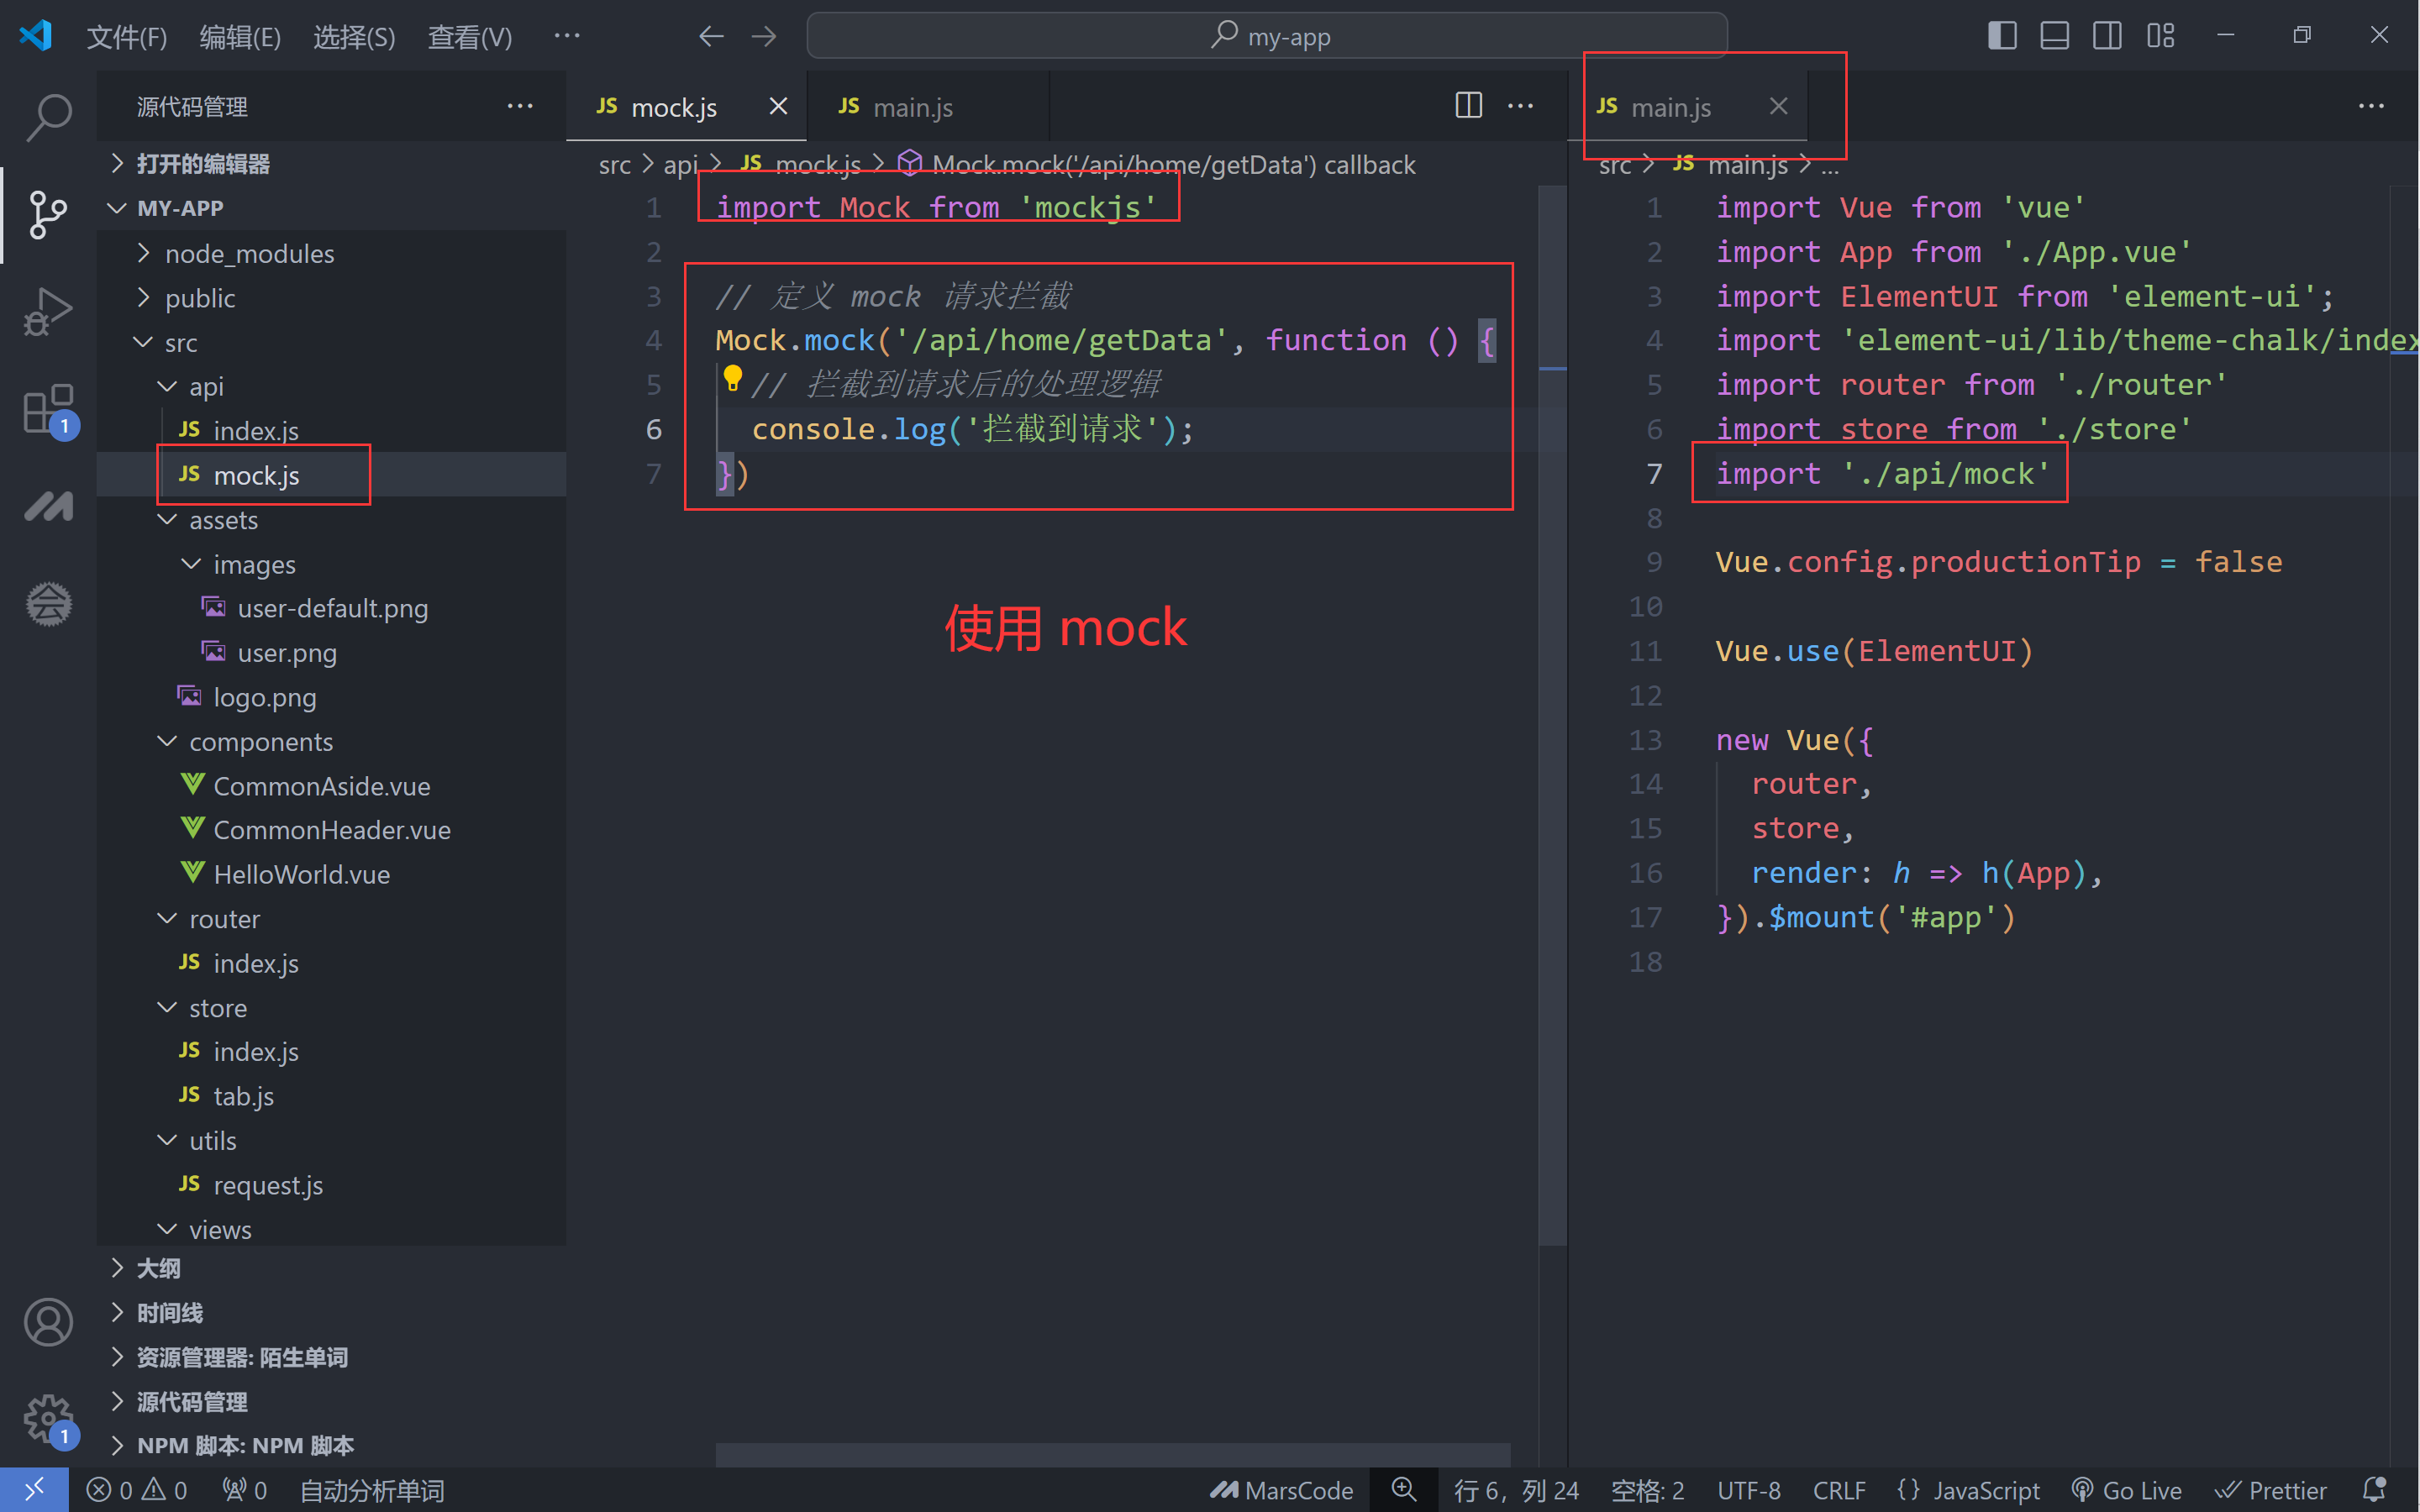 文件(F) 编辑(E) 选择(S) 查看(V) ··· my-app
源代码管理 ···
打开的编辑器
MY-APP
node_modules
public
src
api
JS index.js
JS mock.js
assets
images
user-default.png
user.png
logo.png
components
CommonAside.vue
CommonHeader.vue
HelloWorld.vue
router
JS index.js
store
JS index.js
JS tab.js
utils
JS request.js
views
大纲
时间线
资源管理器: 陌生单词
源代码管理
NPM 脚本: NPM 脚本
1
1
JS mock.js JS main.js ···
src > api > JS mock.js > Mock.mock('/api/home/getData') callback
1 import Mock from 'mockjs'
2
3 // 定义 mock 请求拦截
4 Mock.mock('/api/home/getData', function () {
5 // 拦截到请求后的处理逻辑
6 console.log('拦截到请求');
7 })
使用 mock
JS main.js ···
src > JS main.js > ...
1 import Vue from 'vue'
2 import App from './App.vue'
3 import ElementUI from 'element-ui';
4 import 'element-ui/lib/theme-chalk/index
5 import router from './router'
6 import store from './store'
7 import './api/mock'
8
9 Vue.config.productionTip = false
10
11 Vue.use(ElementUI)
12
13 new Vue({
14 router,
15 store,
16 render: h => h(App),
17 }).$mount('#app')
18
0 0 0 自动分析单词 MarsCode 行 6，列 24 空格: 2 UTF-8 CRLF {} JavaScript Go Live Prettier